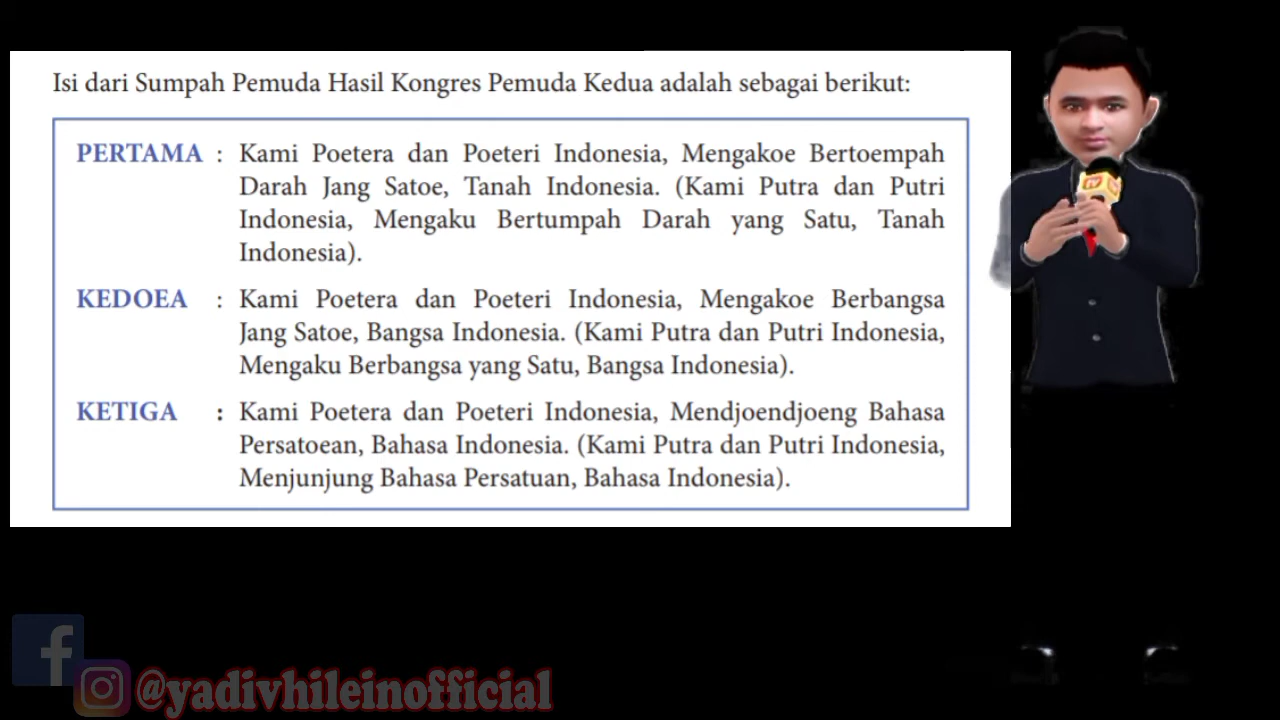 Isi dari Sumpah Pemuda Hasil Kongres Pemuda Kedua adalah sebagai berikut:
PERTAMA : Kami Poetera dan Poeteri Indonesia, Mengakoe Bertoempah
Darah Jang Satoe, Tanah Indonesia. (Kami Putra dan Putri
Indonesia, Mengaku Bertumpah Darah yang Satu, Tanah
Indonesia).
KEDOEA : Kami Poetera dan Poeteri Indonesia, Mengakoe Berbangsa
Jang Satoe, Bangsa Indonesia. (Kami Putra dan Putri Indonesia,
Mengaku Berbangsa yang Satu, Bangsa Indonesia).
KETIGA : Kami Poetera dan Poeteri Indonesia, Mendjoendjoeng Bahasa
Persatoean, Bahasa Indonesia. (Kami Putra dan Putri Indonesia,
Menjunjung Bahasa Persatuan, Bahasa Indonesia).
@yadivhileinofficial